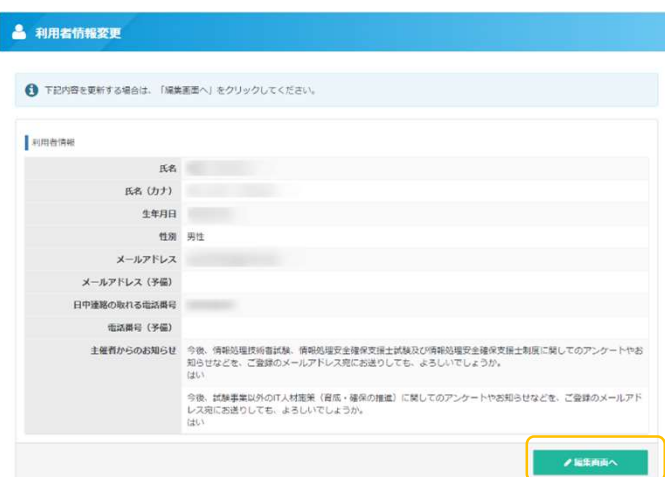 利用者情報変更
下記内容を更新する場合は、「編集画面へ」をクリックしてください。
利用者情報
氏名
氏名（カナ）
生年月日
性別 男性
メールアドレス
メールアドレス（予備）
日中連絡の取れる電話番号
電話番号（予備）
主催者からのお知らせ 今後、情報処理技術者試験、情報処理安全確保支援士試験及び情報処理安全確保支援士制度に関してのアンケートやお
知らせなどを、ご登録のメールアドレス宛にお送りしても、よろしいでしょうか。
はい
今後、試験事業以外のIT人材施策（育成・確保の推進）に関してのアンケートやお知らせなどを、ご登録のメールアド
レス宛にお送りしても、よろしいでしょうか。
はい
編集画面へ